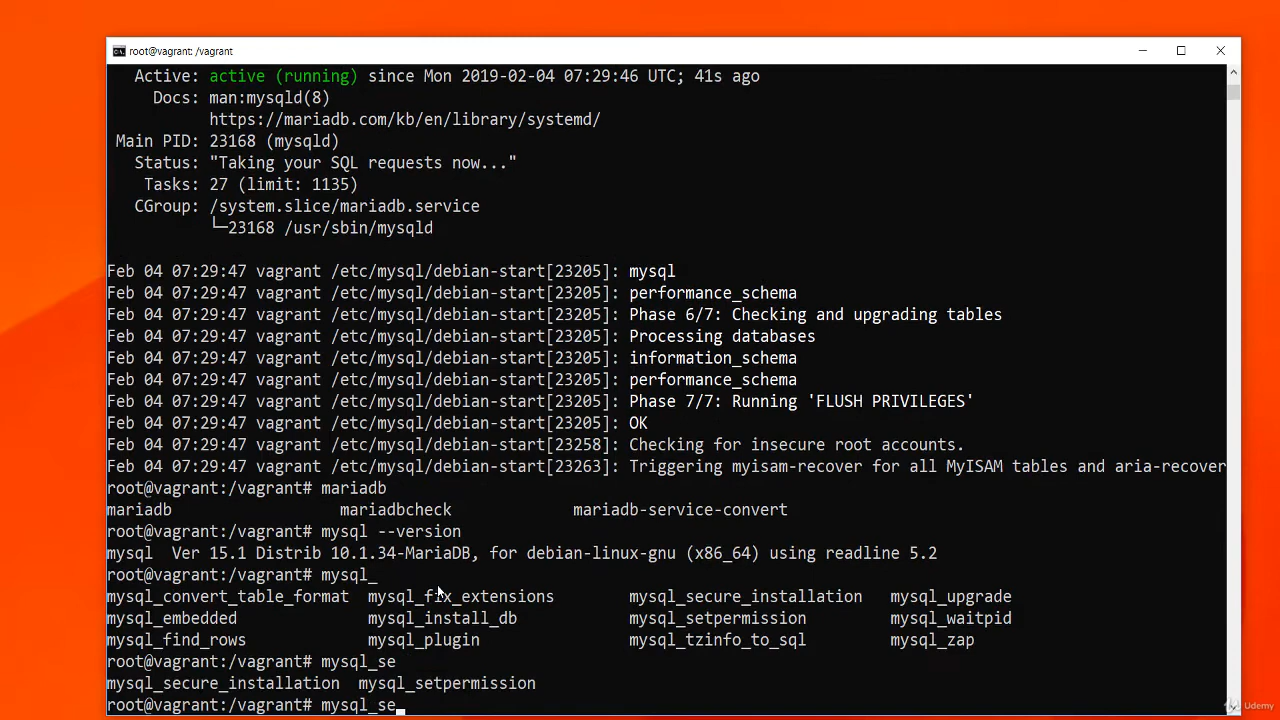 root@vagrant: /vagrant
Active: active (running) since Mon 2019-02-04 07:29:46 UTC; 41s ago
Docs: man:mysqld(8)
https://mariadb.com/kb/en/library/systemd/
Main PID: 23168 (mysqld)
Status: "Taking your SQL requests now..."
Tasks: 27 (limit: 1135)
CGroup: /system.slice/mariadb.service
└─23168 /usr/sbin/mysqld
Feb 04 07:29:47 vagrant /etc/mysql/debian-start[23205]: mysql
Feb 04 07:29:47 vagrant /etc/mysql/debian-start[23205]: performance_schema
Feb 04 07:29:47 vagrant /etc/mysql/debian-start[23205]: Phase 6/7: Checking and upgrading tables
Feb 04 07:29:47 vagrant /etc/mysql/debian-start[23205]: Processing databases
Feb 04 07:29:47 vagrant /etc/mysql/debian-start[23205]: information_schema
Feb 04 07:29:47 vagrant /etc/mysql/debian-start[23205]: performance_schema
Feb 04 07:29:47 vagrant /etc/mysql/debian-start[23205]: Phase 7/7: Running 'FLUSH PRIVILEGES'
Feb 04 07:29:47 vagrant /etc/mysql/debian-start[23205]: OK
Feb 04 07:29:47 vagrant /etc/mysql/debian-start[23258]: Checking for insecure root accounts.
Feb 04 07:29:47 vagrant /etc/mysql/debian-start[23263]: Triggering myisam-recover for all MyISAM tables and aria-recover
root@vagrant:/vagrant# mariadb
mariadb mariadbcheck mariadb-service-convert
root@vagrant:/vagrant# mysql --version
mysql Ver 15.1 Distrib 10.1.34-MariaDB, for debian-linux-gnu (x86_64) using readline 5.2
root@vagrant:/vagrant# mysql_
mysql_convert_table_format mysql_fix_extensions mysql_secure_installation mysql_upgrade
mysql_embedded mysql_install_db mysql_setpermission mysql_waitpid
mysql_find_rows mysql_plugin mysql_tzinfo_to_sql mysql_zap
root@vagrant:/vagrant# mysql_se
mysql_secure_installation mysql_setpermission
root@vagrant:/vagrant# mysql_se
Udemy